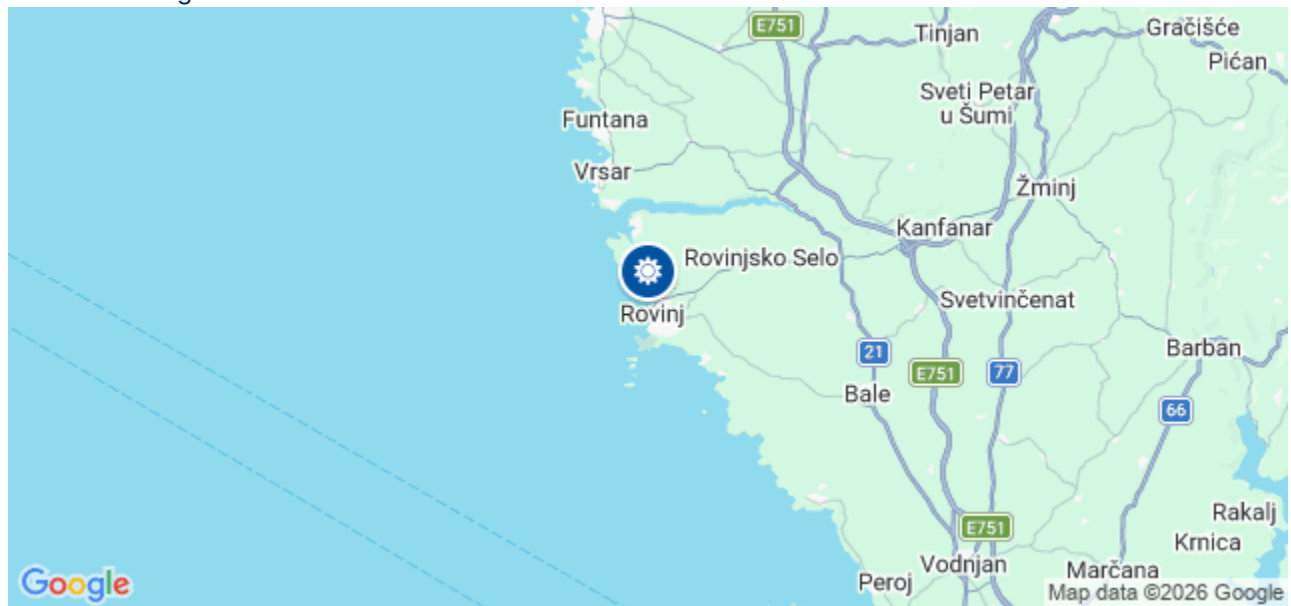 E751
Tinjan
Gračišće
Pićan
Sveti Petar
u Šumi
Funtana
Vrsar
Žminj
Kanfanar
Rovinjsko Selo
Svetvinčenat
Rovinj
21
E751
77
Barban
Bale
66
E751
Rakalj
Krnica
Vodnjan
Marčana
Peroj
Google
Map data ©2026 Google